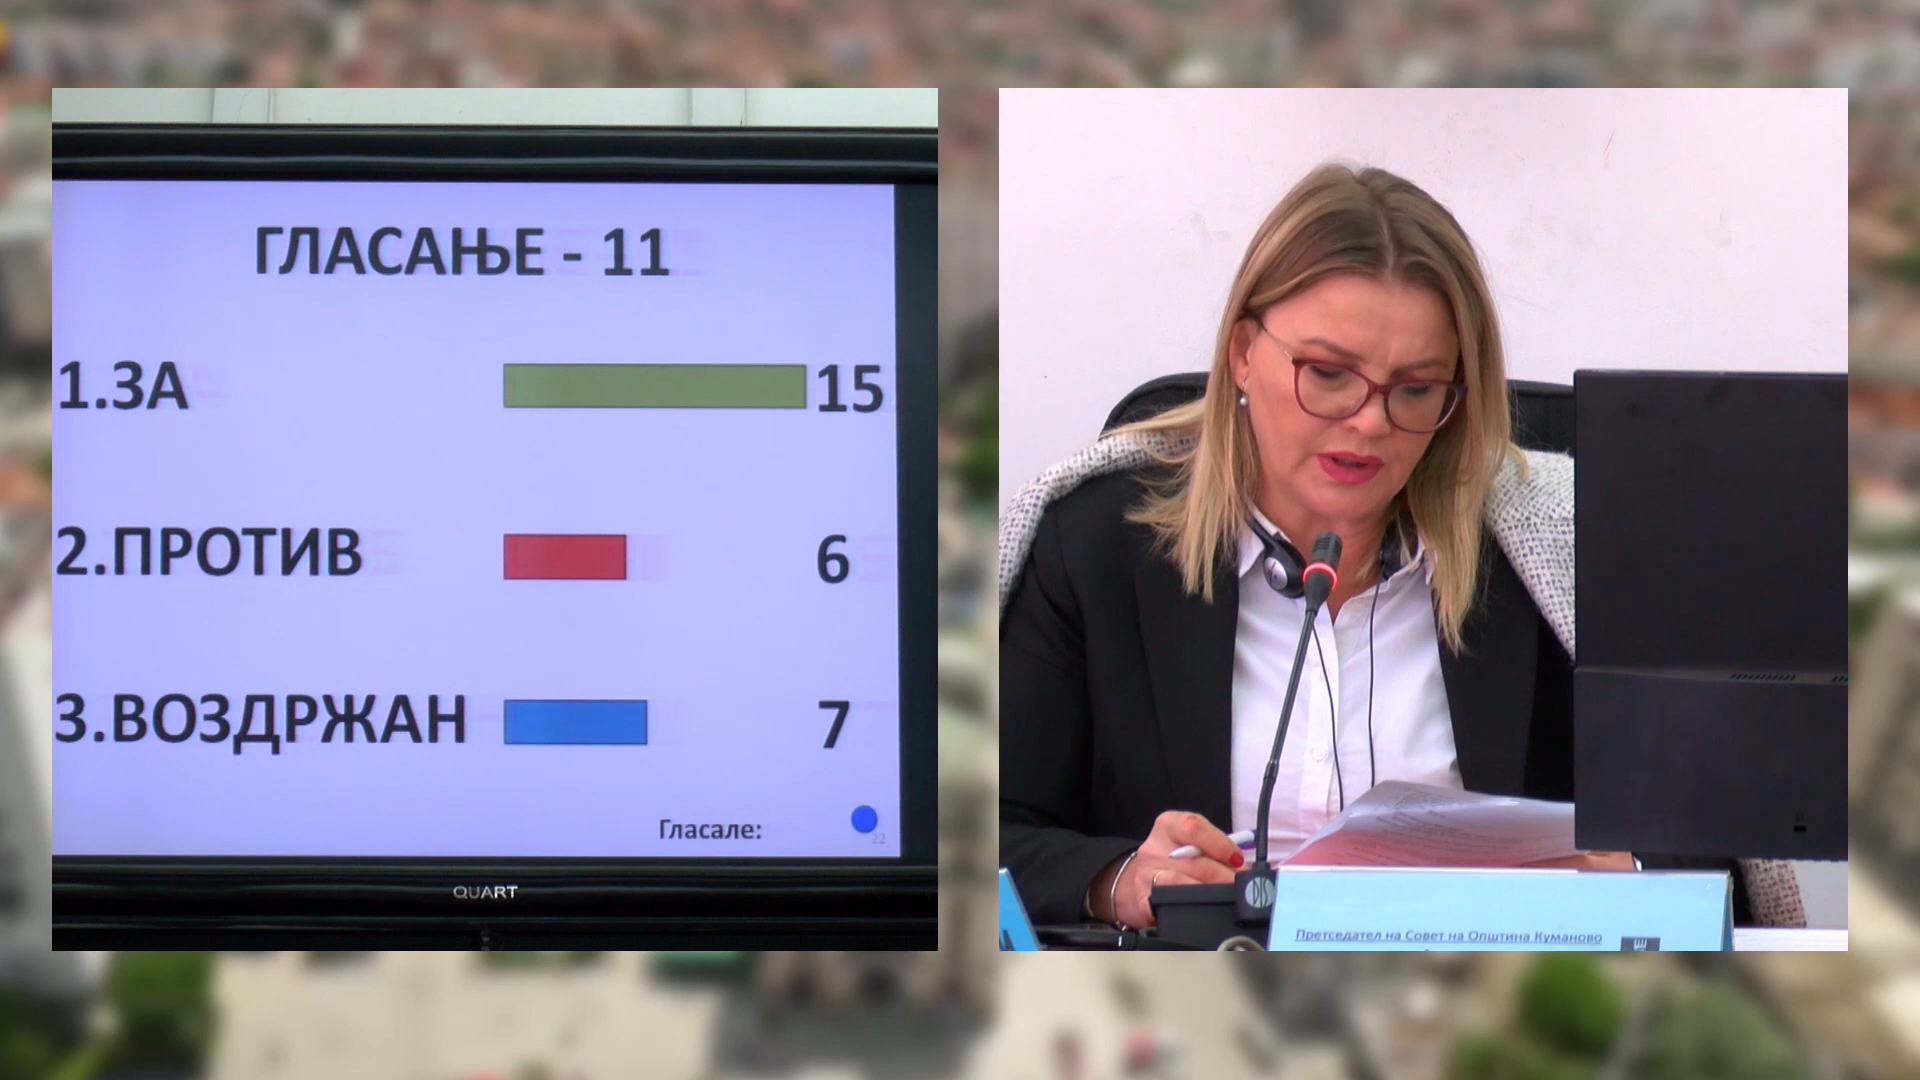 ГЛАСАЊЕ - 11
1.ЗА 15
2.ПРОТИВ 6
3.ВОЗДРЖАН 7
Гласале:
22
QUART
Претседател на Совет на Општина Куманово